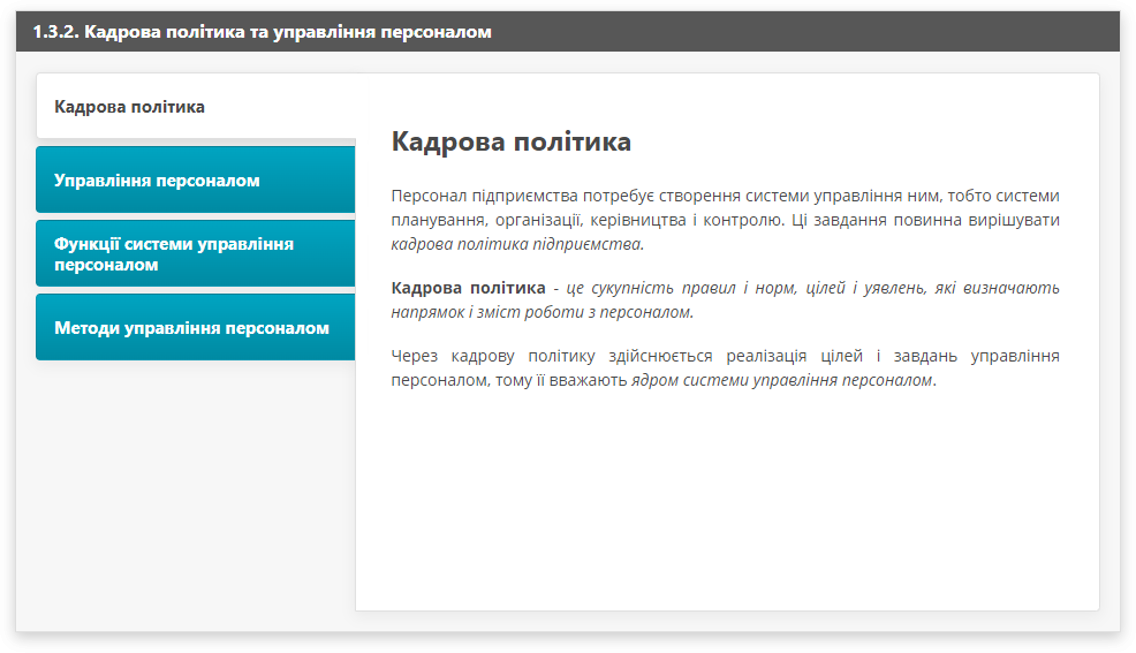 1.3.2. Кадрова політика та управління персоналом
Кадрова політика
Управління персоналом
Функції системи управління
персоналом
Методи управління персоналом
Кадрова політика
Персонал підприємства потребує створення системи управління ним, тобто системи
планування, організації, керівництва і контролю. Ці завдання повинна вирішувати
кадрова політика підприємства.
Кадрова політика - це сукупність правил і норм, цілей і уявлень, які визначають
напрямок і зміст роботи з персоналом.
Через кадрову політику здійснюється реалізація цілей і завдань управління
персоналом, тому її вважають ядром системи управління персоналом.